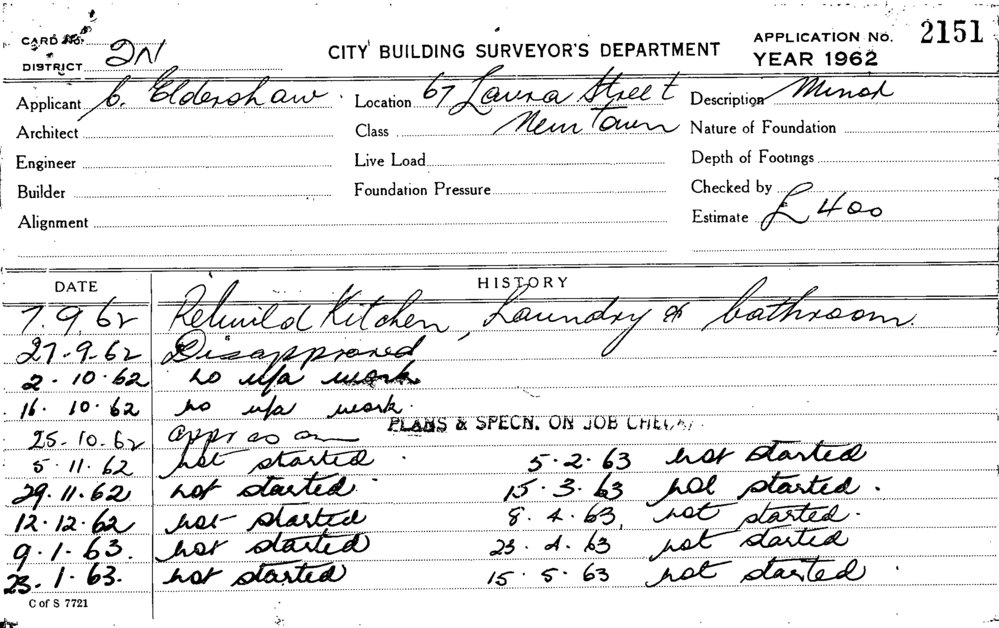 CARD No.
DISTRICT 2N
CITY BUILDING SURVEYOR'S DEPARTMENT
APPLICATION No. 2151
YEAR 1962
Applicant C. Eldershaw. Location 67 Laura Street Description Minor
Architect Class Newtown Nature of Foundation
Engineer Live Load Depth of Footings
Builder Foundation Pressure Checked by
Alignment Estimate £400
DATE HISTORY
7.9.62 Rebuild Kitchen, Laundry & bathroom.
27.9.62 Disapproved
2.10.62 no u/a work
16.10.62 no u/a work.
PLANS & SPECN. ON JOB CHECK
25.10.62 appr as on
5.11.62 not started . 5.2.63 not started
29.11.62 not started. 15.3.63 not started.
12.12.62 not started 8.4.63, not started.
9.1.63. not started 23.4.63 not started
23.1.63. not started 15.5.63 not started.
C of S 7721